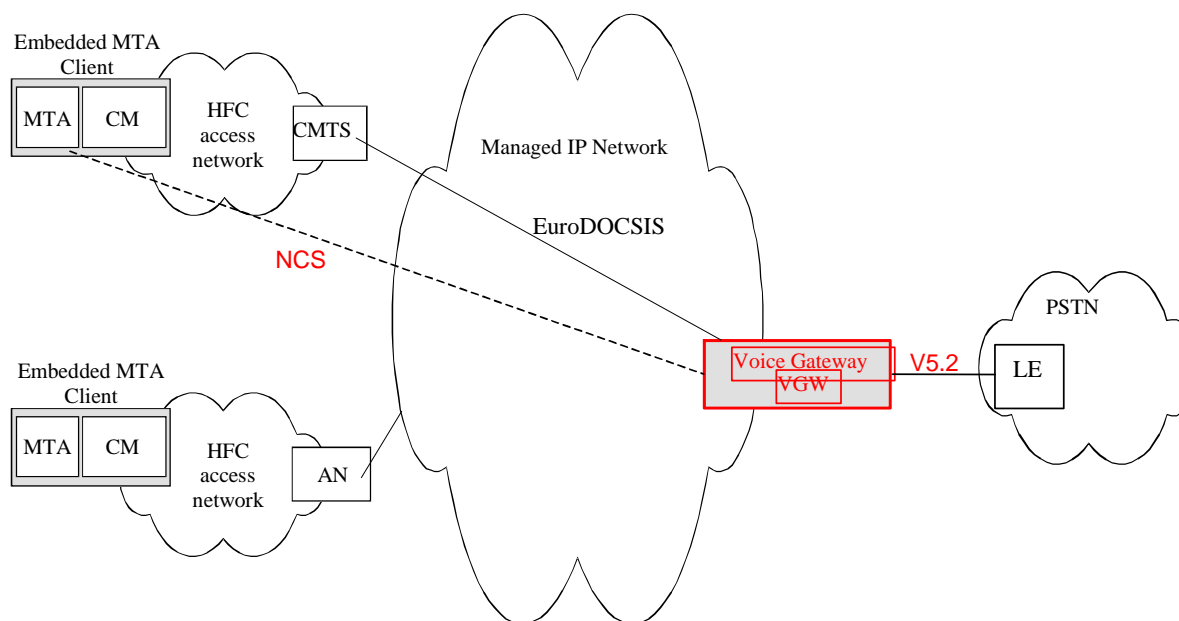 Embedded MTA
Client
MTA
CM
HFC
access
network
CMTS
Managed IP Network
EuroDOCSIS
NCS
PSTN
Voice Gateway
VGW
V5.2
LE
Embedded MTA
Client
MTA
CM
HFC
access
network
AN